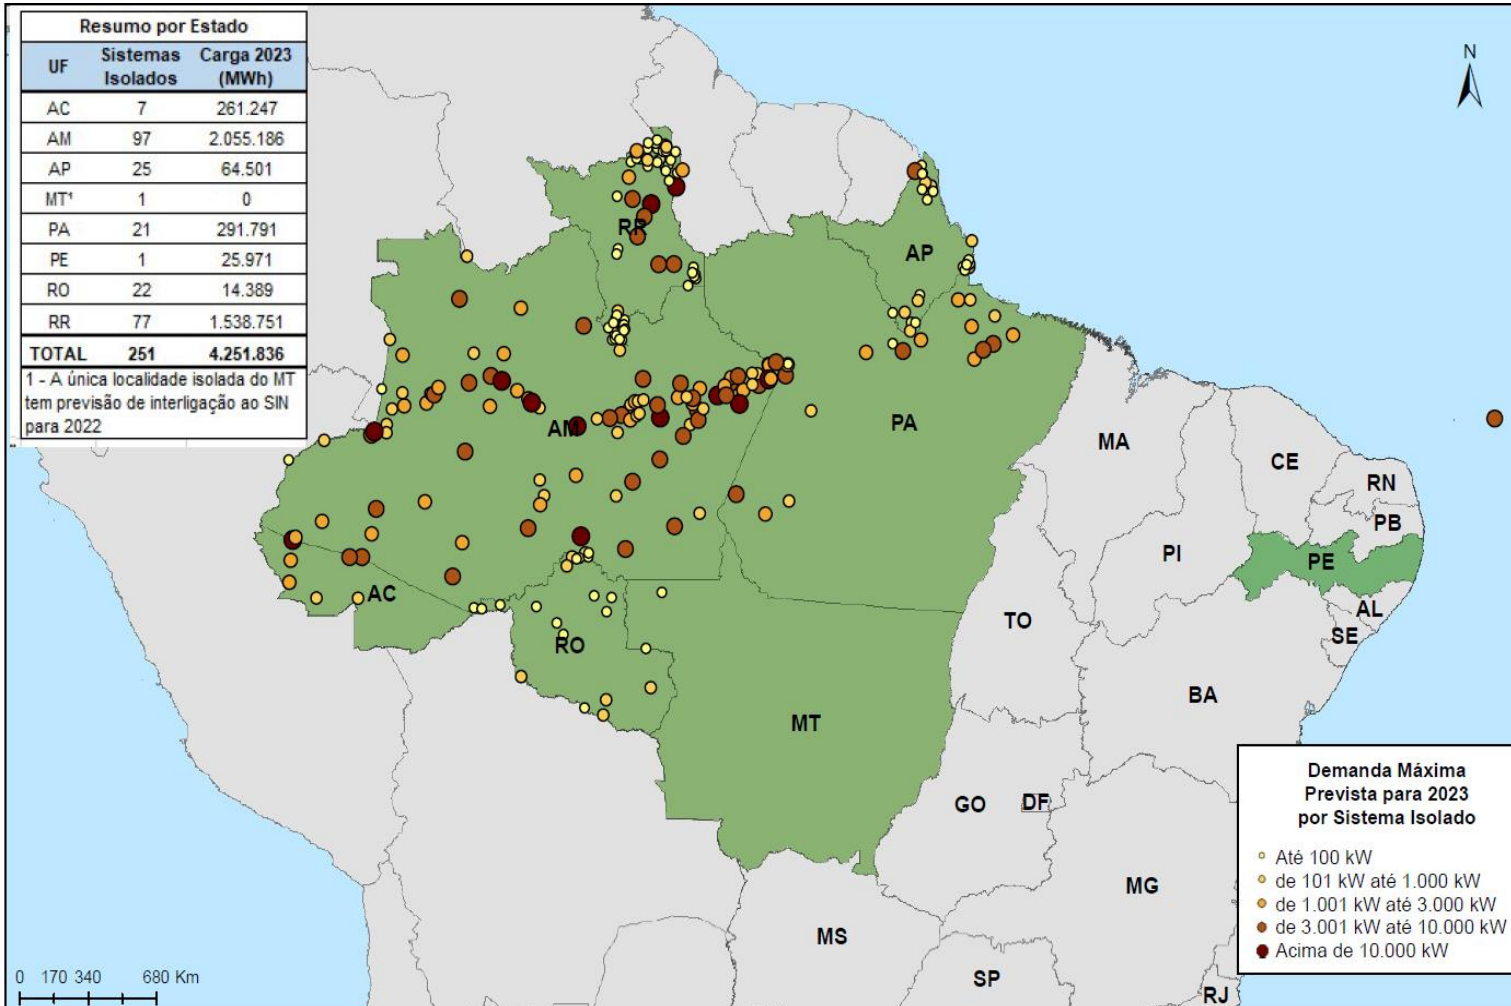 Resumo por Estado
UF Sistemas Isolados Carga 2023 (MWh)
AC 7 261.247
AM 97 2.055.186
AP 25 64.501
MT¹ 1 0
PA 21 291.791
PE 1 25.971
RO 22 14.389
RR 77 1.538.751
TOTAL 251 4.251.836
1 - A única localidade isolada do MT
tem previsão de interligação ao SIN
para 2022
N
RR
AP
AM
PA
MA
CE
RN
PB
PE
PI
AL
SE
AC
TO
RO
BA
MT
GO
DF
MG
MS
SP
RJ
Demanda Máxima
Prevista para 2023
por Sistema Isolado
Até 100 kW
de 101 kW até 1.000 kW
de 1.001 kW até 3.000 kW
de 3.001 kW até 10.000 kW
Acima de 10.000 kW
0 170 340 680 Km